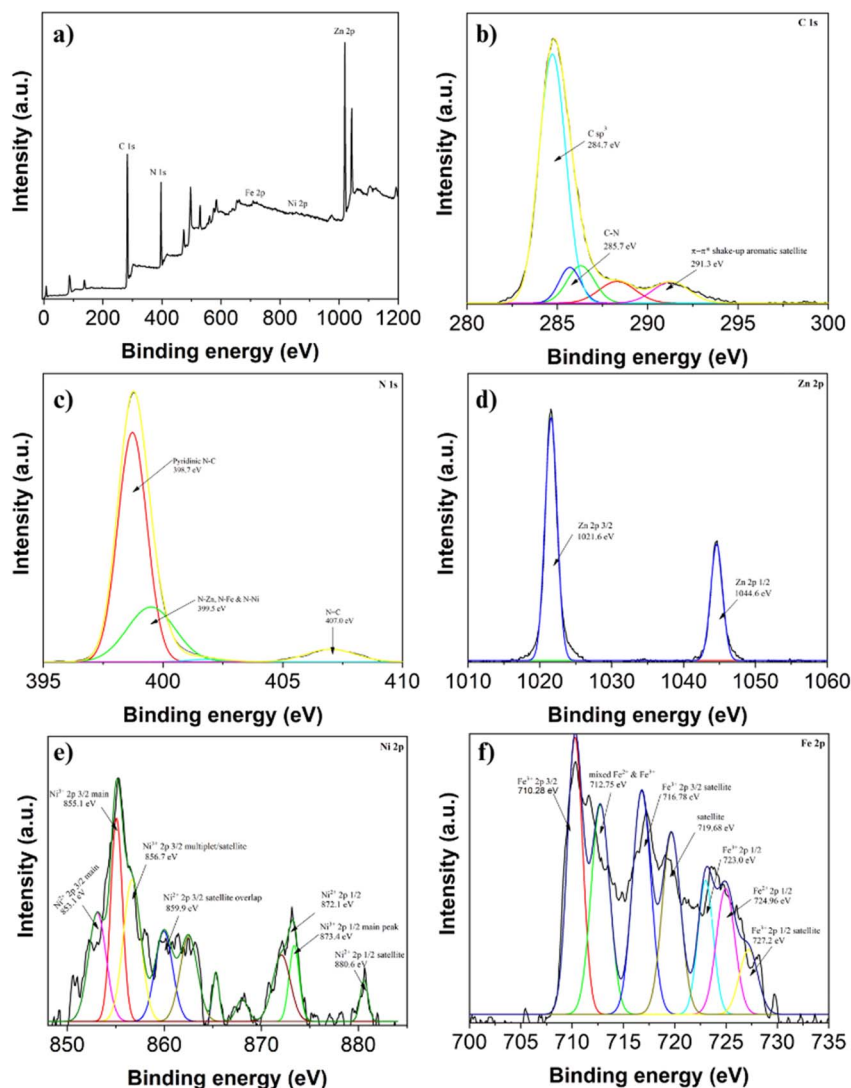 a)
Zn 2p
C 1s
N 1s
Fe 2p
Ni 2p
Intensity (a.u.)
0 200 400 600 800 1000 1200
Binding energy (eV)
b)
C 1s
C sp³
284.7 eV
C-N
285.7 eV
π−π* shake-up aromatic satellite
291.3 eV
Intensity (a.u.)
280 285 290 295 300
Binding energy (eV)
c)
N 1s
Pyridinic N-C
398.7 eV
N-Zn, N-Fe & N-Ni
399.5 eV
N=C
407.0 eV
Intensity (a.u.)
395 400 405 410
Binding energy (eV)
d)
Zn 2p
Zn 2p 3/2
1021.6 eV
Zn 2p 1/2
1044.6 eV
Intensity (a.u.)
1010 1020 1030 1040 1050 1060
Binding energy (eV)
e)
Ni 2p
2p 3/2 main
855.1 eV
2p 3/2 multiplet/satellite
856.7 eV
2p 3/2 main
853.1 eV
2p 3/2 satellite overlap
859.9 eV
2p 1/2
872.1 eV
2p 1/2 main peak
873.4 eV
2p 1/2 satellite
880.6 eV
Intensity (a.u.)
850 860 870 880
Binding energy (eV)
f)
Fe 2p
2p 3/2
710.28 eV
mixed Fe²⁺ & Fe³⁺
712.75 eV
Fe³⁺ 2p 3/2 satellite
716.78 eV
satellite
719.68 eV
Fe³⁺ 2p 1/2
723.0 eV
Fe²⁺ 2p 1/2
724.96 eV
Fe³⁺ 2p 1/2 satellite
727.2 eV
Intensity (a.u.)
700 705 710 715 720 725 730 735
Binding energy (eV)